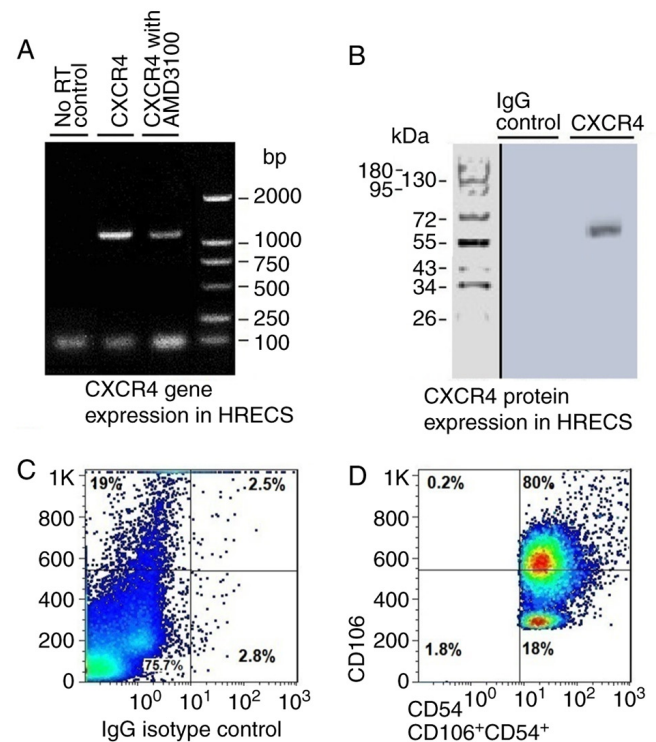 A
No RT
control
CXCR4
CXCR4 with
AMD3100
bp
2000
1000
750
500
250
100
CXCR4 gene
expression in HRECS
B
IgG
control
CXCR4
kDa
180-
130-
95-
72-
55-
43-
34-
26-
CXCR4 protein
expression in HRECS
C
1K
800
600
400
200
0
19%
2.5%
75.7%
2.8%
10⁰ 10¹ 10² 10³
IgG isotype control
D
CD106
1K
800
600
400
200
0
0.2%
80%
1.8%
18%
10⁰ 10¹ 10² 10³
CD54
CD106⁺CD54⁺